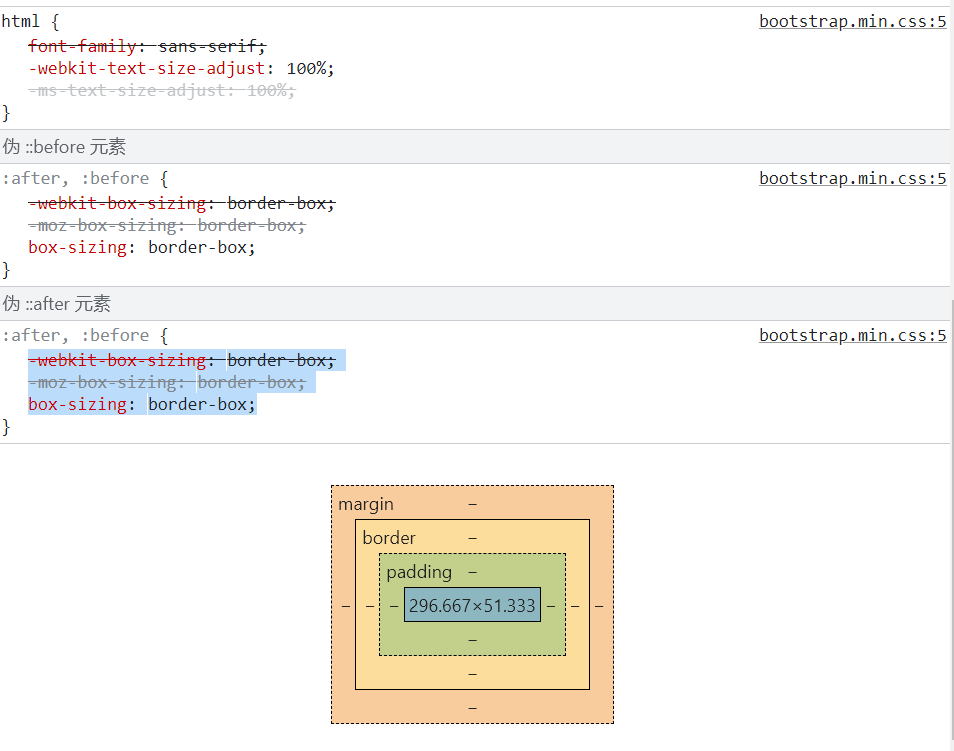 html { bootstrap.min.css:5
font-family: sans-serif;
-webkit-text-size-adjust: 100%;
-ms-text-size-adjust: 100%;
}
伪 ::before 元素
:after, :before { bootstrap.min.css:5
-webkit-box-sizing: border-box;
-moz-box-sizing: border-box;
box-sizing: border-box;
}
伪 ::after 元素
:after, :before { bootstrap.min.css:5
-webkit-box-sizing: border-box;
-moz-box-sizing: border-box;
box-sizing: border-box;
}
margin –
border –
padding –
– – – 296.667×51.333 – – –
–
–
–